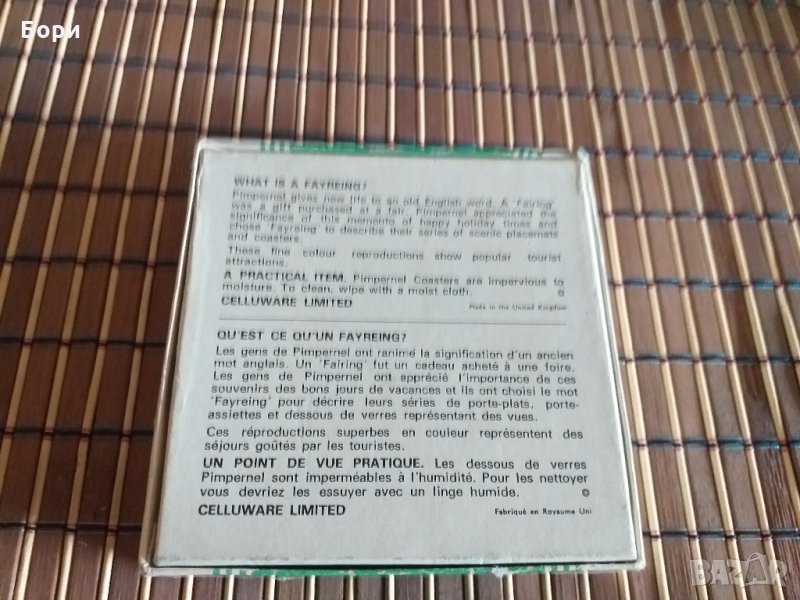 Бори
WHAT IS A FAYREING?
Pimpernel gives new life to an old English word. A 'Fairing'
was a gift purchased at a fair. Pimpernel appreciated the
significance of this memento of happy holiday times and
chose 'Fayreing' to describe their series of scenic placemats
and coasters.
These fine colour reproductions show popular tourist
attractions.
A PRACTICAL ITEM. Pimpernel Coasters are impervious to
moisture. To clean, wipe with a moist cloth. ©
CELLUWARE LIMITED Made in the United Kingdom
QU'EST CE QU'UN FAYREING?
Les gens de Pimpernel ont ranimé la signification d'un ancien
mot anglais. Un 'Fairing' fut un cadeau acheté à une foire.
Les gens de Pimpernel ont apprécié l'importance de ces
souvenirs des bons jours de vacances et ils ont choisi le mot
'Fayreing' pour décrire leurs séries de porte-plats, porte-
assiettes et dessous de verres représentant des vues.
Ces réproductions superbes en couleur représentent des
séjours goûtés par les touristes.
UN POINT DE VUE PRATIQUE. Les dessous de verres
Pimpernel sont imperméables à l'humidité. Pour les nettoyer
vous devriez les essuyer avec un linge humide. ©
CELLUWARE LIMITED Fabriqué en Royaume Uni
BAZAR